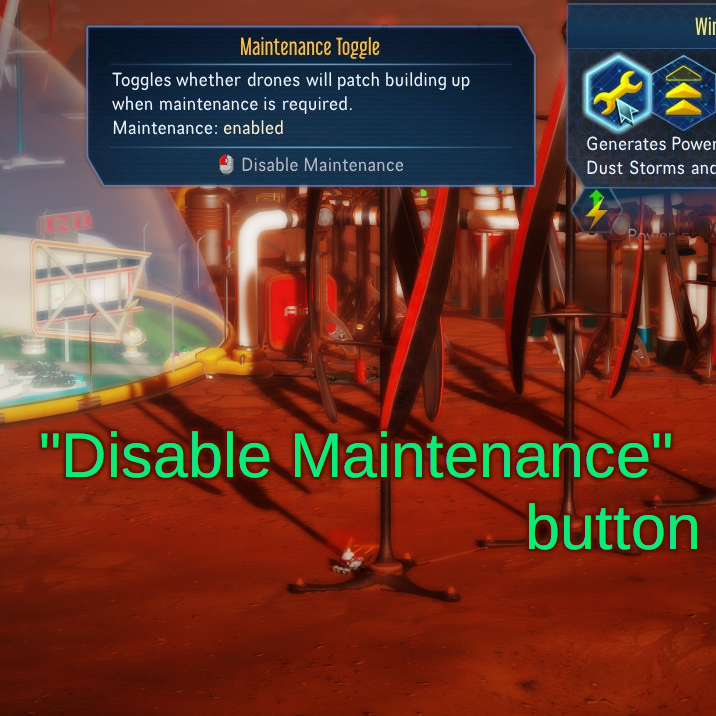 Maintenance Toggle
Toggles whether drones will patch building up
when maintenance is required.
Maintenance: enabled
Disable Maintenance
Generates Power
Dust Storms and
Power
"Disable Maintenance"
button